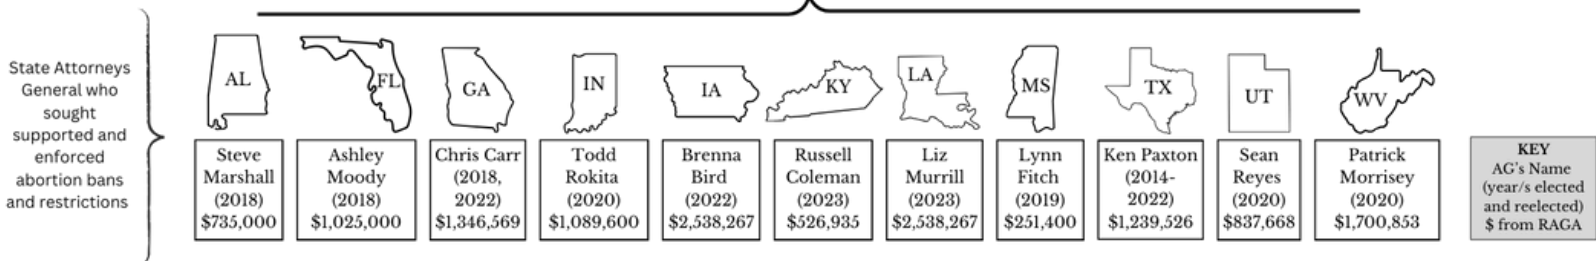 State Attorneys
General who
sought
supported and
enforced
abortion bans
and restrictions
AL
FL
GA
IN
IA
KY
LA
MS
TX
UT
WV
Steve
Marshall
(2018)
$735,000
Ashley
Moody
(2018)
$1,025,000
Chris Carr
(2018,
2022)
$1,346,569
Todd
Rokita
(2020)
$1,089,600
Brenna
Bird
(2022)
$2,538,267
Russell
Coleman
(2023)
$526,935
Liz
Murrill
(2023)
$2,538,267
Lynn
Fitch
(2019)
$251,400
Ken Paxton
(2014-
2022)
$1,239,526
Sean
Reyes
(2020)
$837,668
Patrick
Morrisey
(2020)
$1,700,853
KEY
AG's Name
(year/s elected
and reelected)
$ from RAGA